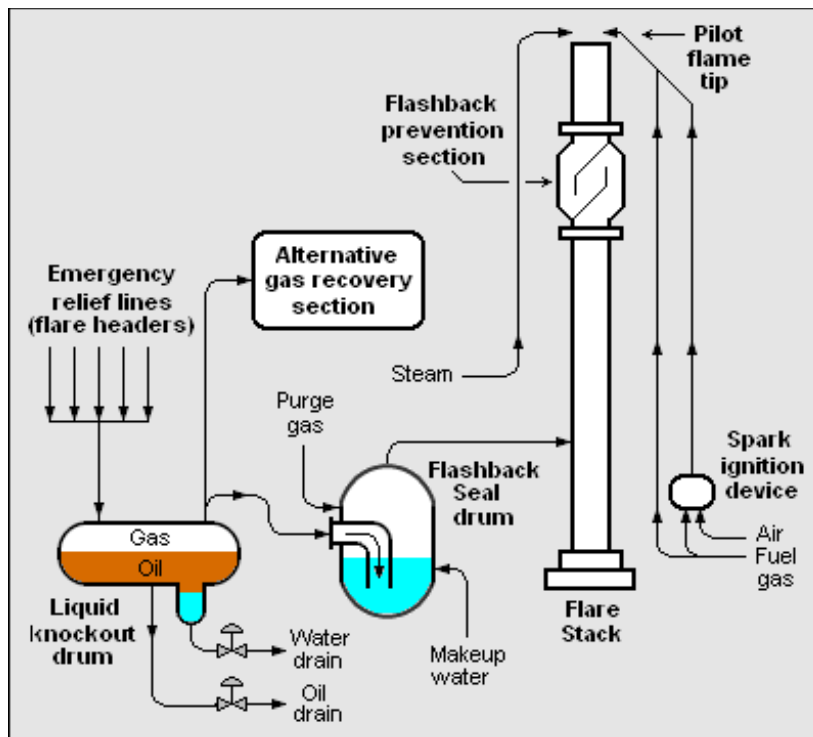 Pilot
flame
tip
Flashback
prevention
section
Alternative
gas recovery
section
Emergency
relief lines
(flare headers)
Steam
Purge
gas
Flashback
Seal
drum
Spark
ignition
device
Air
Fuel
gas
Gas
Oil
Liquid
knockout
drum
Water
drain
Oil
drain
Makeup
water
Flare
Stack